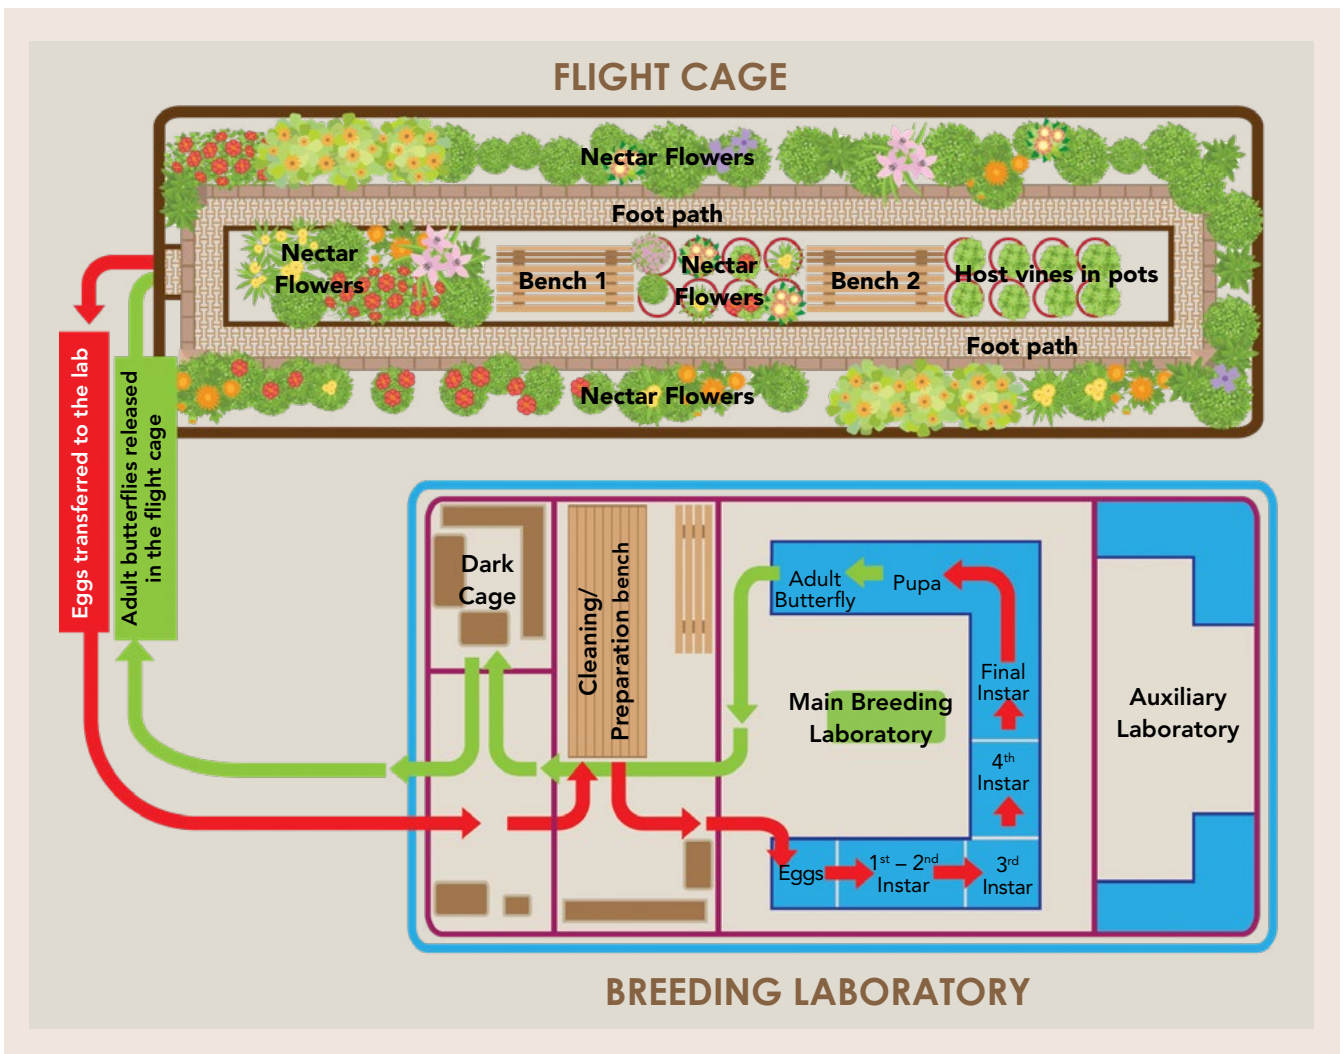 FLIGHT CAGE
Nectar Flowers
Foot path
Nectar
Flowers
Bench 1
Nectar
Flowers
Bench 2
Host vines in pots
Foot path
Nectar Flowers
Eggs transferred to the lab
Adult butterflies released
in the flight cage
Dark
Cage
Cleaning/
Preparation bench
Adult
Butterfly
Pupa
Final
Instar
Main Breeding
Laboratory
4th
Instar
Eggs
1st – 2nd
Instar
3rd
Instar
Auxiliary
Laboratory
BREEDING LABORATORY